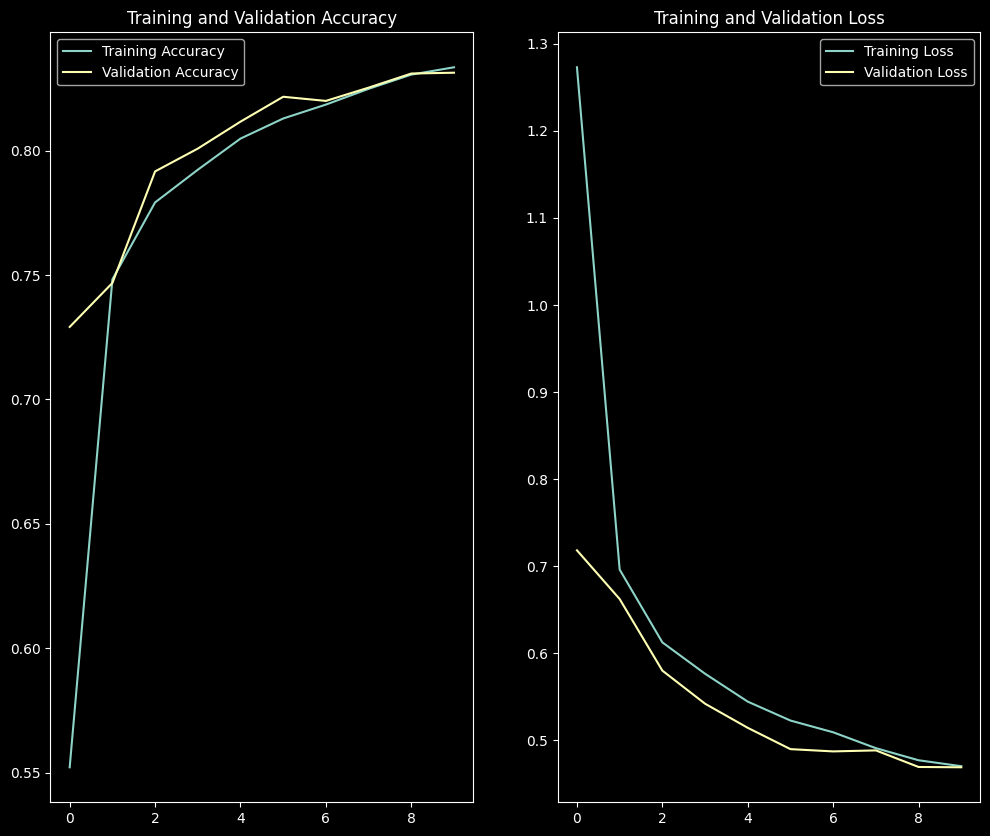 Training and Validation Accuracy
Training Accuracy
Validation Accuracy
0.80
0.75
0.70
0.65
0.60
0.55
0 2 4 6 8
Training and Validation Loss
Training Loss
Validation Loss
1.3
1.2
1.1
1.0
0.9
0.8
0.7
0.6
0.5
0 2 4 6 8